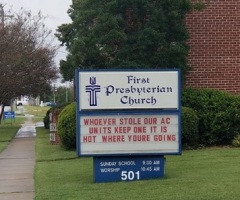 First
Presbyterian
Church
WHOEVER STOLE OUR AC
UNITS KEEP ONE IT IS
HOT WHERE YOURE GOING
SUNDAY SCHOOL 9:30 AM
WORSHIP 10:45 AM
501